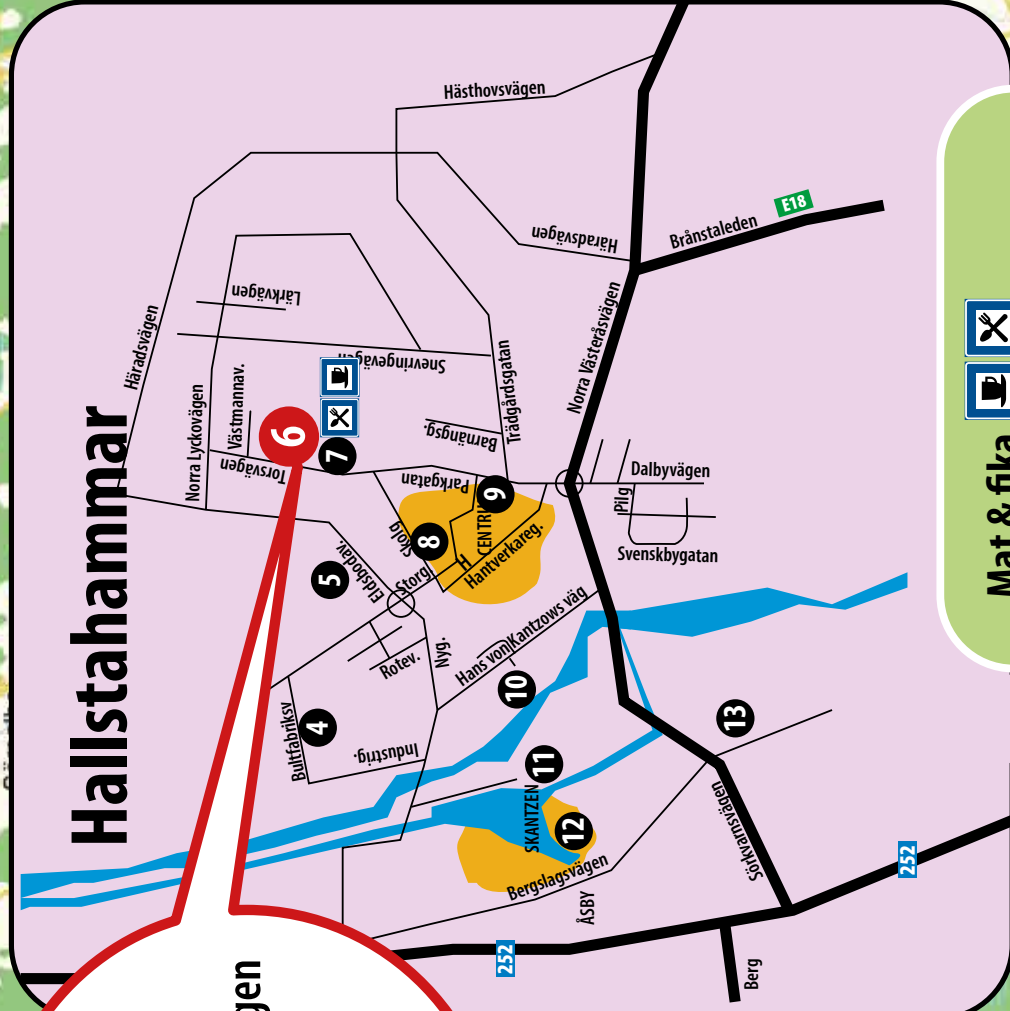 Hallstahammar
Hästhovsvägen
Häradsvägen
E18
Brånstaleden
Häradsvägen
Lärkvägen
Snevringevägen
Norra Lyckovägen
Västmannav.
Torsvägen
6
7
Barnängsg.
Trädgårdsgatan
Norra Västeråsvägen
Parkgatan
Skolg
8
9
H
Hantverkareg.
Dalbyvägen
Pilg
Svenskbygatan
5
Eldsbodav.
Storg.
Rotev.
Nyg.
Hans von Kantzows väg
10
Bultfabriksv
4
Industrig.
11
SKANTZEN
12
13
Bergslagsvägen
ÅSBY
Sörkvarnsvägen
252
252
Berg
Mat & fika